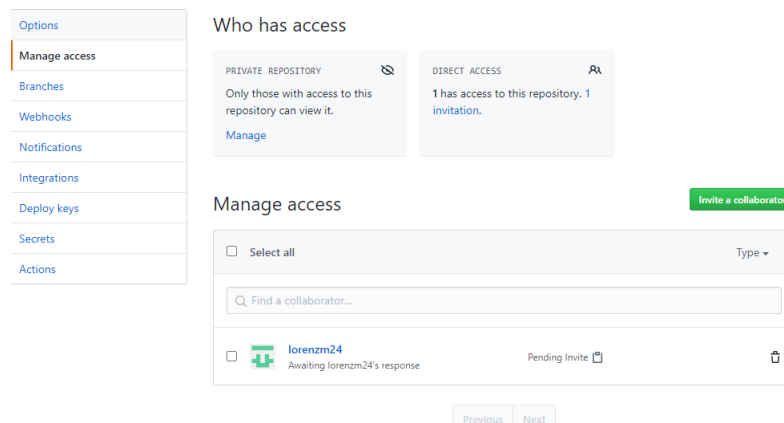 Options
Manage access
Branches
Webhooks
Notifications
Integrations
Deploy keys
Secrets
Actions
Who has access
PRIVATE REPOSITORY
Only those with access to this
repository can view it.
Manage
DIRECT ACCESS
1 has access to this repository. 1
invitation.
Manage access
Invite a collaborator
Select all
Type
Find a collaborator...
lorenzm24
Awaiting lorenzm24's response
Pending Invite
Previous
Next